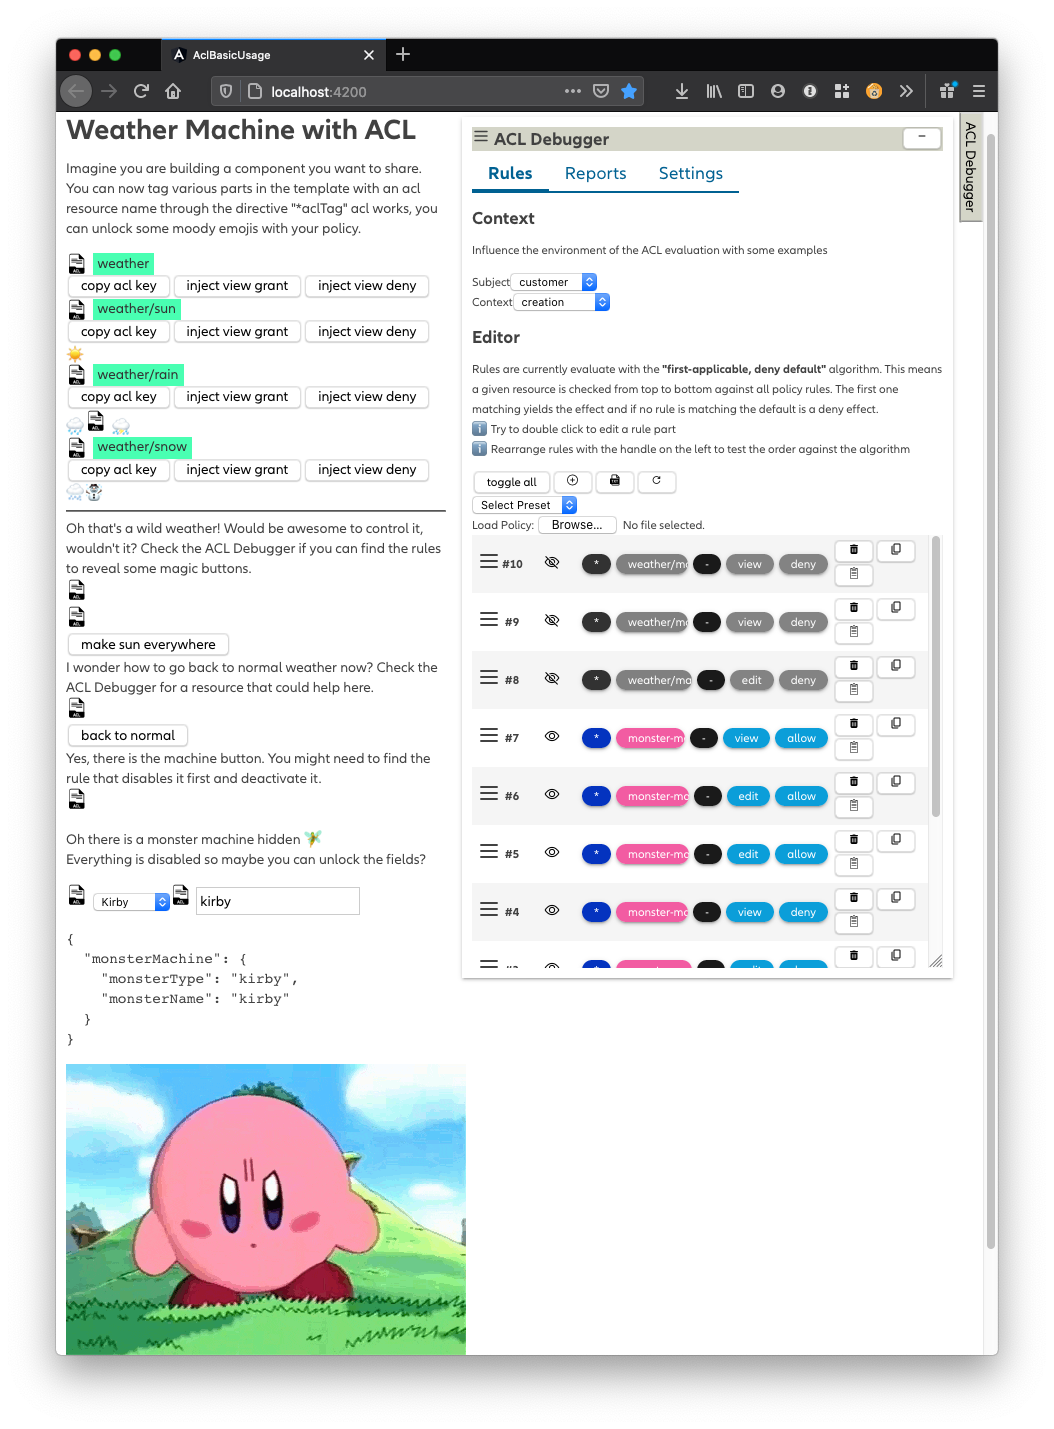 AclBasicUsage
localhost:4200
Weather Machine with ACL
Imagine you are building a component you want to share.
You can now tag various parts in the template with an acl
resource name through the directive "*aclTag" acl works, you
can unlock some moody emojis with your policy.
weather
copy acl key inject view grant inject view deny
weather/sun
copy acl key inject view grant inject view deny
weather/rain
copy acl key inject view grant inject view deny
weather/snow
copy acl key inject view grant inject view deny
Oh that's a wild weather! Would be awesome to control it,
wouldn't it? Check the ACL Debugger if you can find the rules
to reveal some magic buttons.
make sun everywhere
I wonder how to go back to normal weather now? Check the
ACL Debugger for a resource that could help here.
back to normal
Yes, there is the machine button. You might need to find the
rule that disables it first and deactivate it.
Oh there is a monster machine hidden
Everything is disabled so maybe you can unlock the fields?
Kirby kirby
{
"monsterMachine": {
"monsterType": "kirby",
"monsterName": "kirby"
}
}
ACL Debugger -
Rules Reports Settings
Context
Influence the environment of the ACL evaluation with some examples
Subject customer
Context creation
Editor
Rules are currently evaluate with the "first-applicable, deny default" algorithm. This means
a given resource is checked from top to bottom against all policy rules. The first one
matching yields the effect and if no rule is matching the default is a deny effect.
Try to double click to edit a rule part
Rearrange rules with the handle on the left to test the order against the algorithm
toggle all
Select Preset
Load Policy: Browse... No file selected.
#10 * weather/ma - view deny
#9 * weather/ma - view deny
#8 * weather/ma - edit deny
#7 * monster-m - view allow
#6 * monster-ma - edit allow
#5 * monster-ma - edit allow
#4 * monster-ma - view deny
ACL Debugger